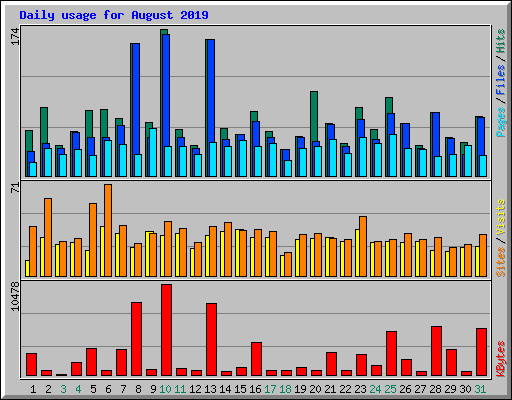 Daily usage for August 2019
174
Pages / Files / Hits
71
Sites / Visits
10478
KBytes
1 2 3 4 5 6 7 8 9 10 11 12 13 14 15 16 17 18 19 20 21 22 23 24 25 26 27 28 29 30 31